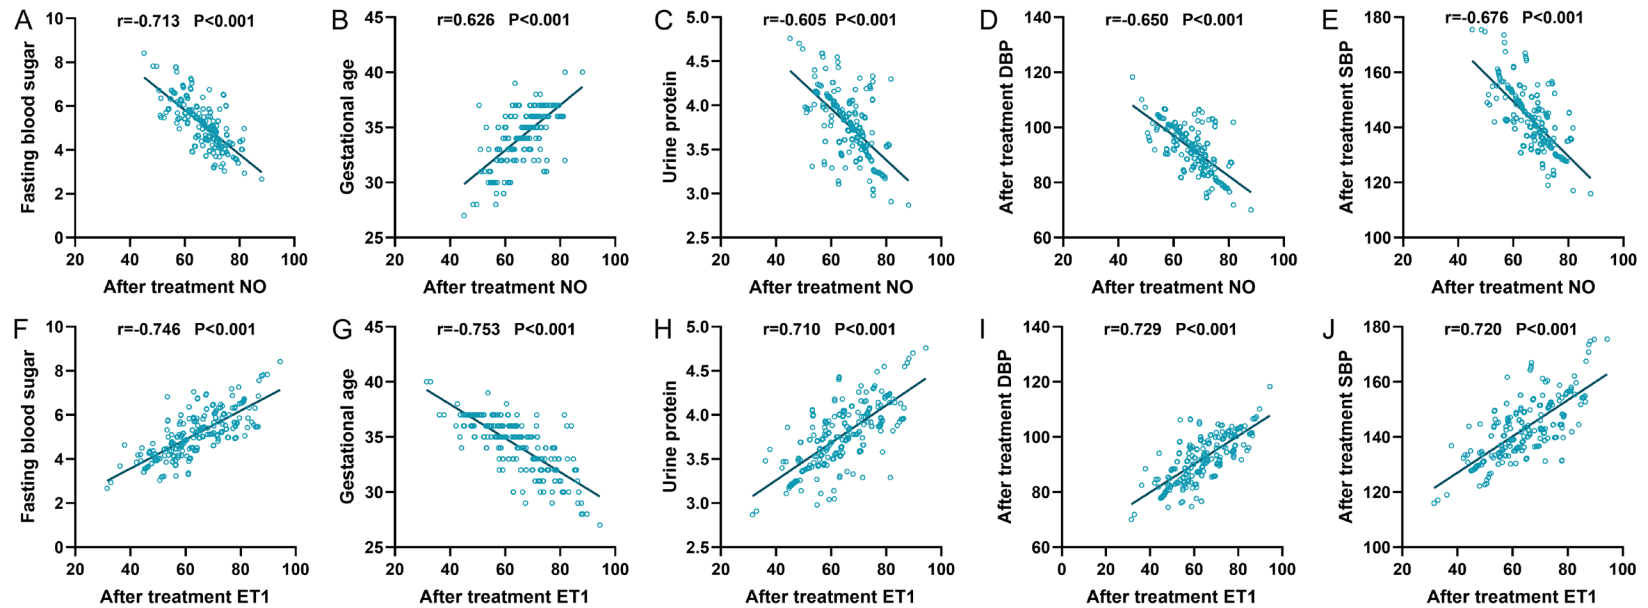 A r=-0.713 P<0.001
Fasting blood sugar
10
8
6
4
2
0
20 40 60 80 100
After treatment NO
B r=0.626 P<0.001
Gestational age
45
40
35
30
25
20 40 60 80 100
After treatment NO
C r=-0.605 P<0.001
Urine protein
5.0
4.5
4.0
3.5
3.0
2.5
20 40 60 80 100
After treatment NO
D r=-0.650 P<0.001
After treatment DBP
140
120
100
80
60
20 40 60 80 100
After treatment NO
E r=-0.676 P<0.001
After treatment SBP
180
160
140
120
100
20 40 60 80 100
After treatment NO
F r=-0.746 P<0.001
Fasting blood sugar
10
8
6
4
2
0
20 40 60 80 100
After treatment ET1
G r=-0.753 P<0.001
Gestational age
45
40
35
30
25
20 40 60 80 100
After treatment ET1
H r=0.710 P<0.001
Urine protein
5.0
4.5
4.0
3.5
3.0
2.5
20 40 60 80 100
After treatment ET1
I r=0.729 P<0.001
After treatment DBP
140
120
100
80
60
0 20 40 60 80 100
After treatment ET1
J r=0.720 P<0.001
After treatment SBP
180
160
140
120
100
20 40 60 80 100
After treatment ET1